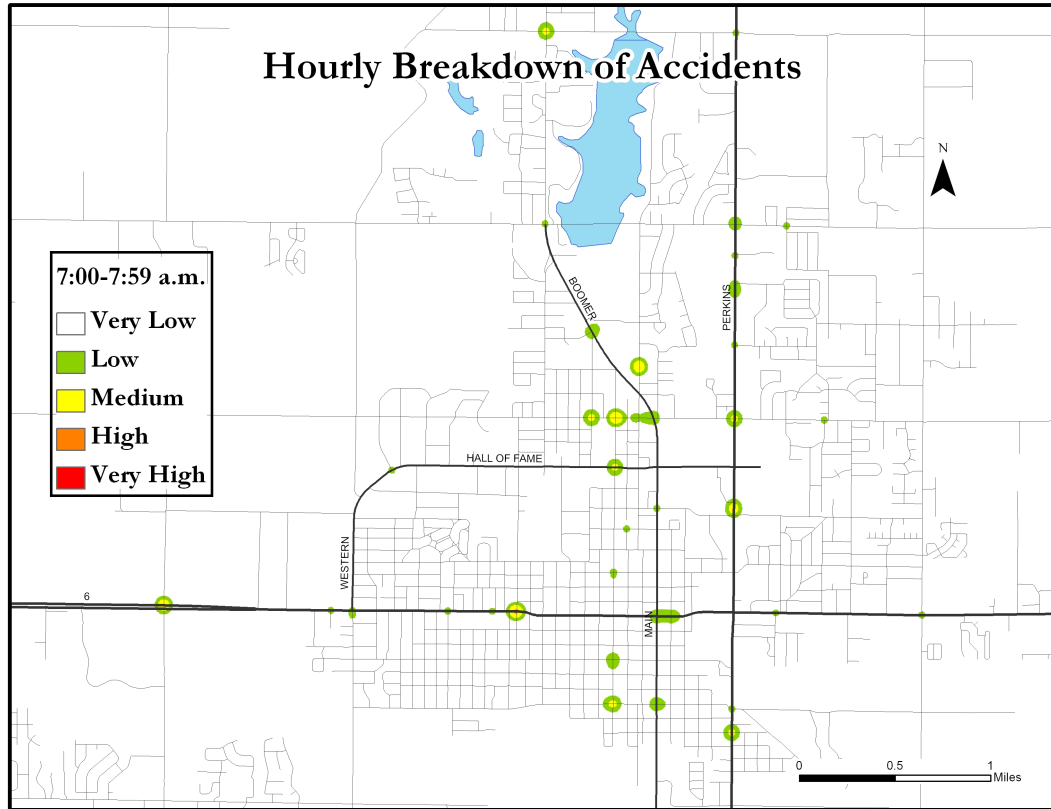 Hourly Breakdown of Accidents
N
7:00-7:59 a.m.
Very Low
Low
Medium
High
Very High
BOOMER
PERKINS
HALL OF FAME
WESTERN
6
MAIN
0 0.5 1
Miles